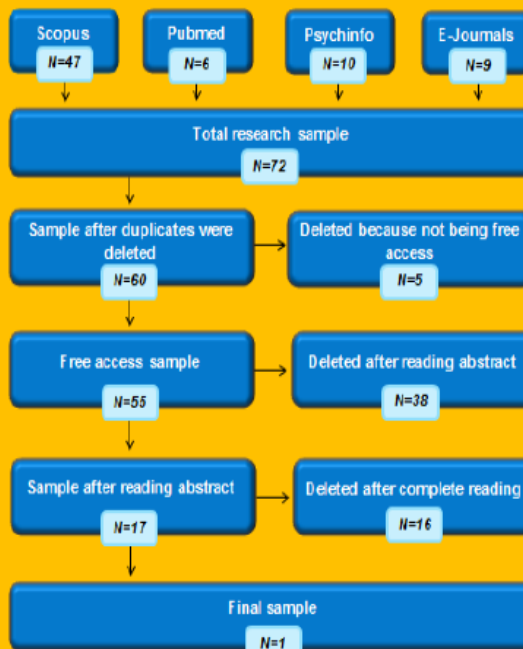 Scopus
N=47
Pubmed
N=6
Psychinfo
N=10
E-Journals
N=9
Total research sample
N=72
Sample after duplicates were
deleted
N=60
Deleted because not being free
access
N=5
Free access sample
N=55
Deleted after reading abstract
N=38
Sample after reading abstract
N=17
Deleted after complete reading
N=16
Final sample
N=1